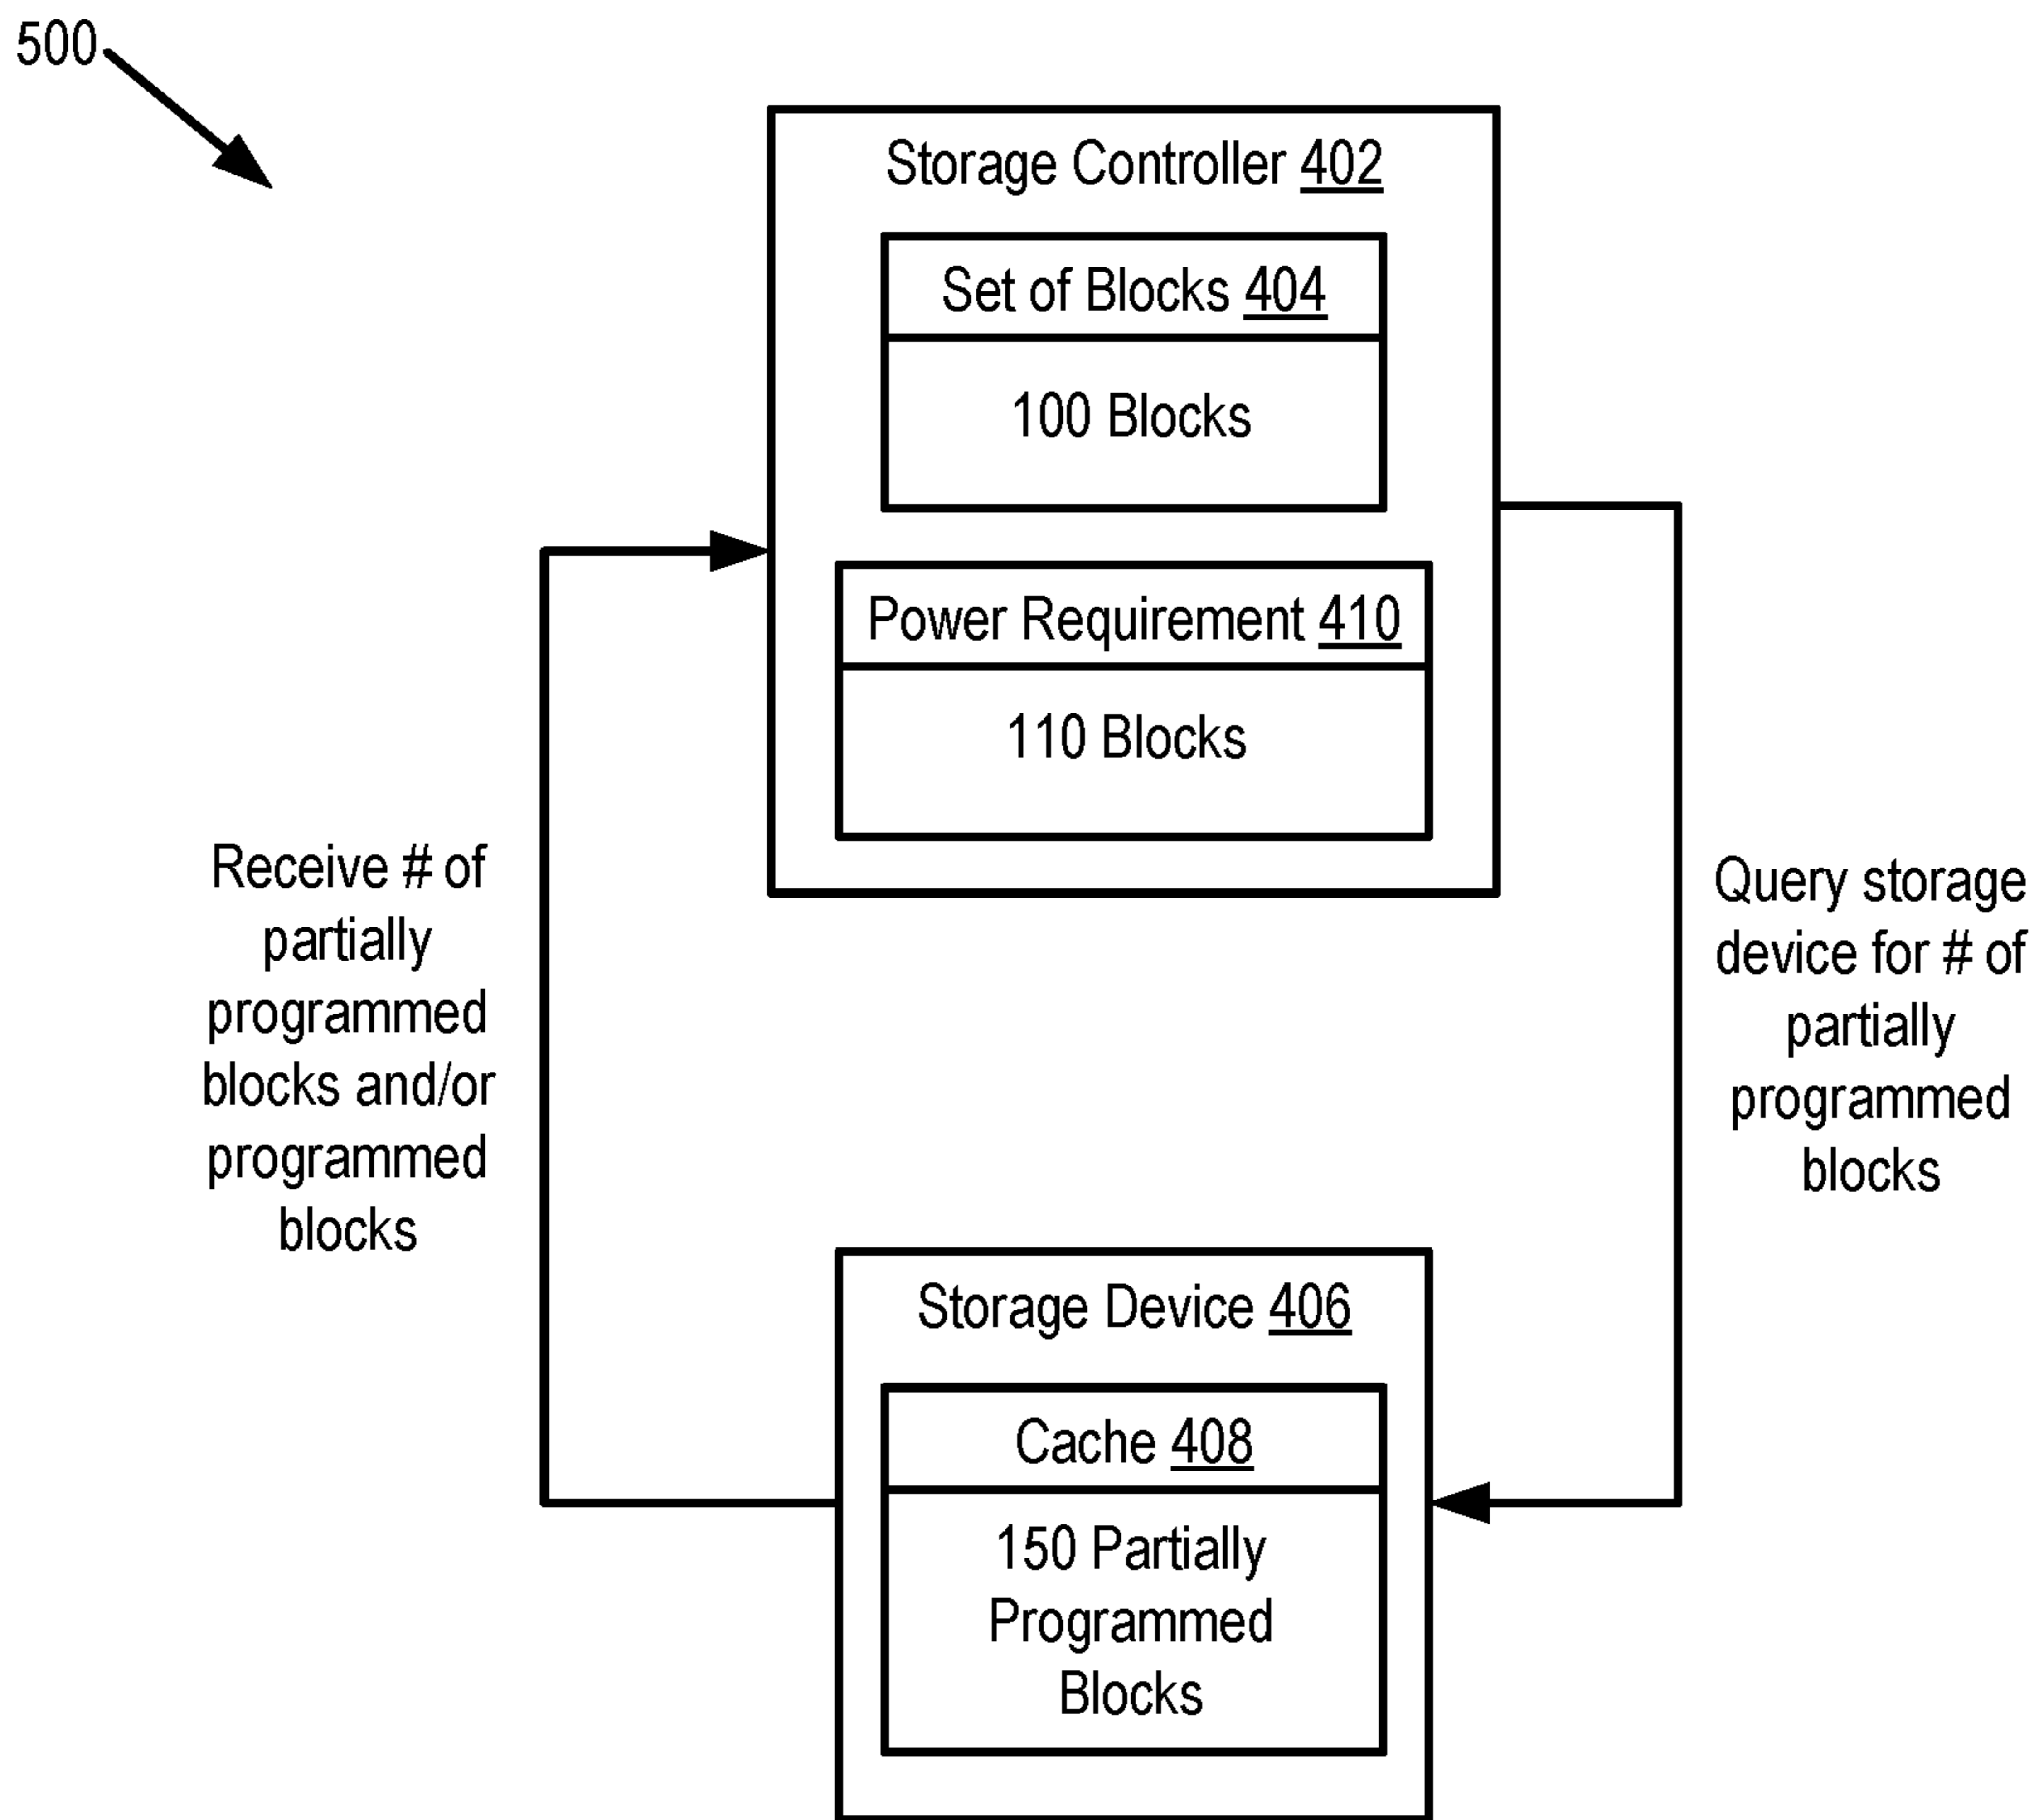 500
Storage Controller 402
Set of Blocks 404
100 Blocks
Power Requirement 410
110 Blocks
Receive # of
partially
programmed
blocks and/or
programmed
blocks
Query storage
device for # of
partially
programmed
blocks
Storage Device 406
Cache 408
150 Partially
Programmed
Blocks